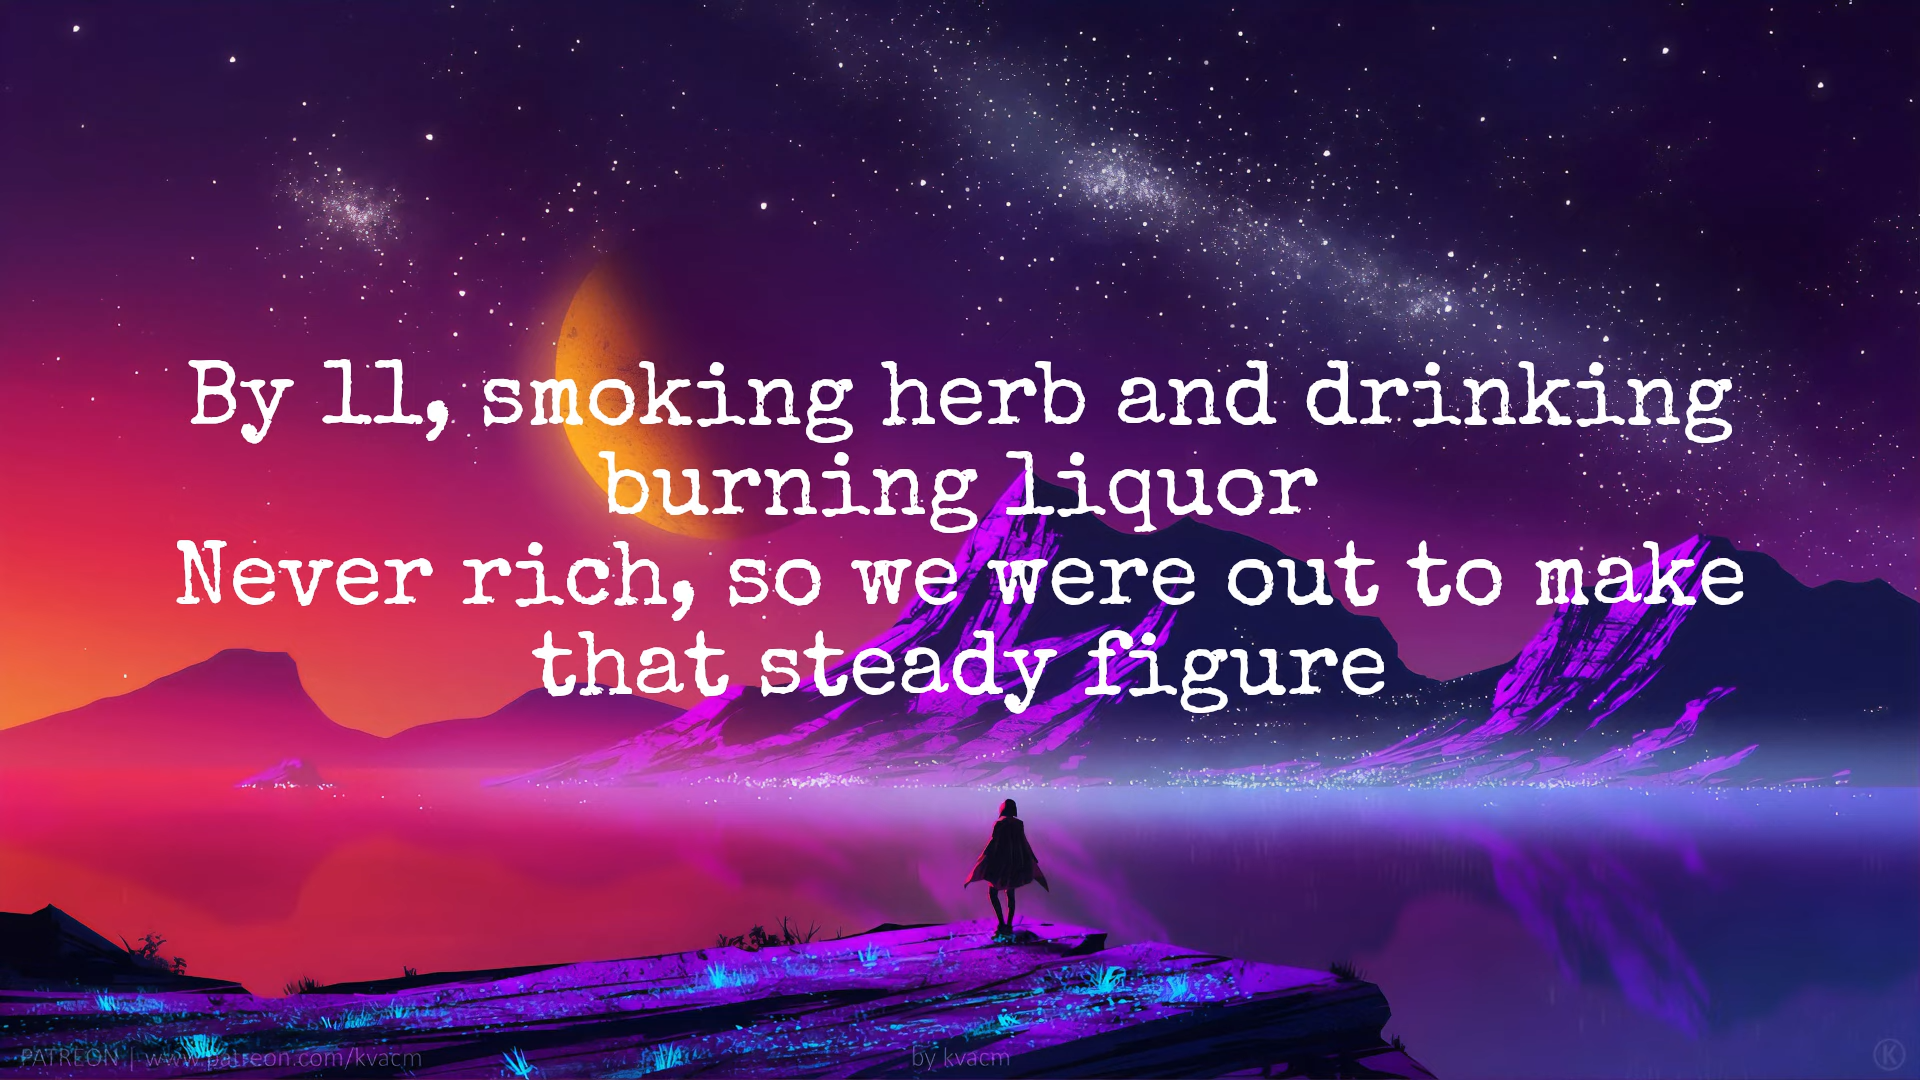 By 11, smoking herb and drinking
burning liquor
Never rich, so we were out to make
that steady figure
PATREON | www.patreon.com/kvacm
by kvacm
K